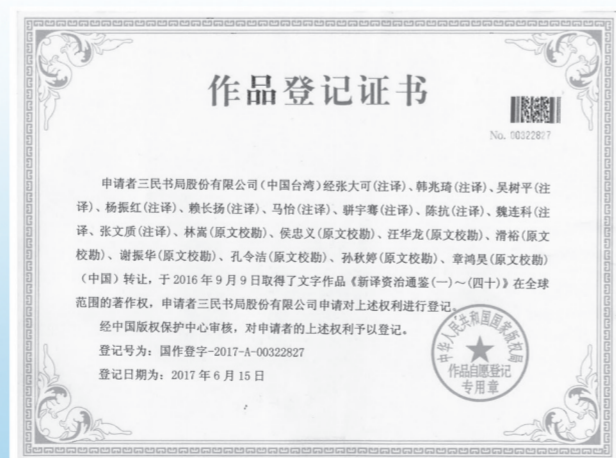 作品登记证书
No. 00322827
申请者三民书局股份有限公司(中国台湾)经张大可(注译)、韩兆琦(注译)、吴树平(注
译)、杨振红(注译)、赖长扬(注译)、马怡(注译)、骈宇骞(注译)、陈抗(注译)、魏连科(注
译、张文质(注译)、林嵩(原文校勘)、侯忠义(原文校勘)、汪华龙(原文校勘)、滑裕(原文
校勘)、谢振华(原文校勘)、孔令洁(原文校勘)、孙秋婷(原文校勘)、章鸿昊(原文校勘)
(中国)转让，于2016年9月9日取得了文字作品《新译资治通鉴(一)～(四十)》在全球
范围的著作权，申请者三民书局股份有限公司申请对上述权利进行登记。
经中国版权保护中心审核，对申请者的上述权利予以登记。
登记号为：国作登字-2017-A-00322827
登记日期为：2017年6月15日
中华人民共和国国家版权局
作品自愿登记
专用章